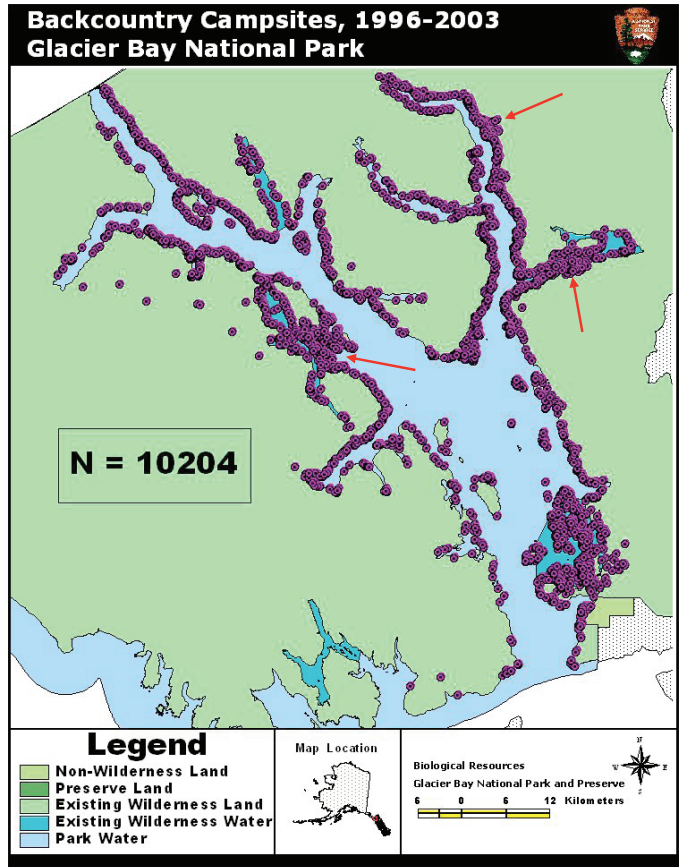 Backcountry Campsites, 1996-2003
Glacier Bay National Park
N = 10204
Legend
Non-Wilderness Land
Preserve Land
Existing Wilderness Land
Existing Wilderness Water
Park Water
Map Location
Biological Resources
Glacier Bay National Park and Preserve
6 0 6 12 Kilometers
N
W E
S